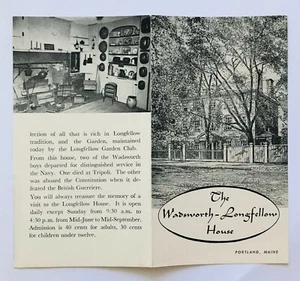 tection of all that is rich in Longfellow
tradition, and the Garden, maintained
today by the Longfellow Garden Club.
From this house, two of the Wadsworth
boys departed for distinguished service in
the Navy. One died at Tripoli. The other
was aboard the Constitution when it de-
feated the British Guerriere.
You will always treasure the memory of a
visit to the Longfellow House. It is open
daily except Sunday from 9:30 a.m. to
4:30 p.m. from Mid-June to Mid-September.
Admission is 40 cents for adults, 30 cents
for children under twelve.
The
Wadsworth-Longfellow
House
PORTLAND, MAINE